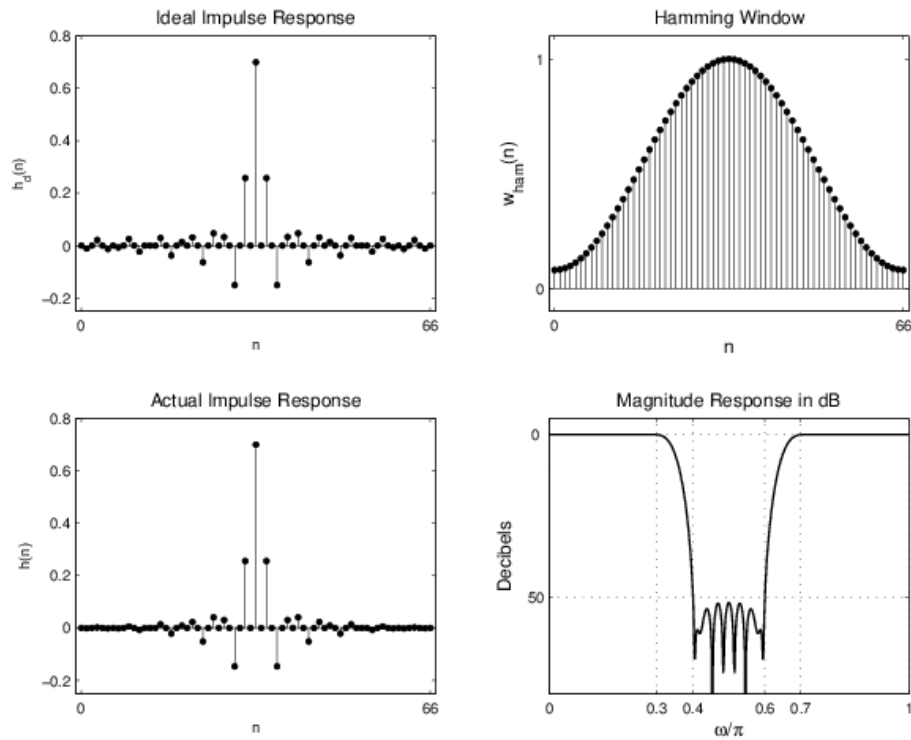 Ideal Impulse Response
0.8
0.6
0.4
0.2
0
−0.2
h_d(n)
0
66
n
Hamming Window
1
0
w_ham(n)
0
66
n
Actual Impulse Response
0.8
0.6
0.4
0.2
0
−0.2
h(n)
0
66
n
Magnitude Response in dB
0
50
Decibels
0
0.3
0.4
0.6
0.7
1
ω/π